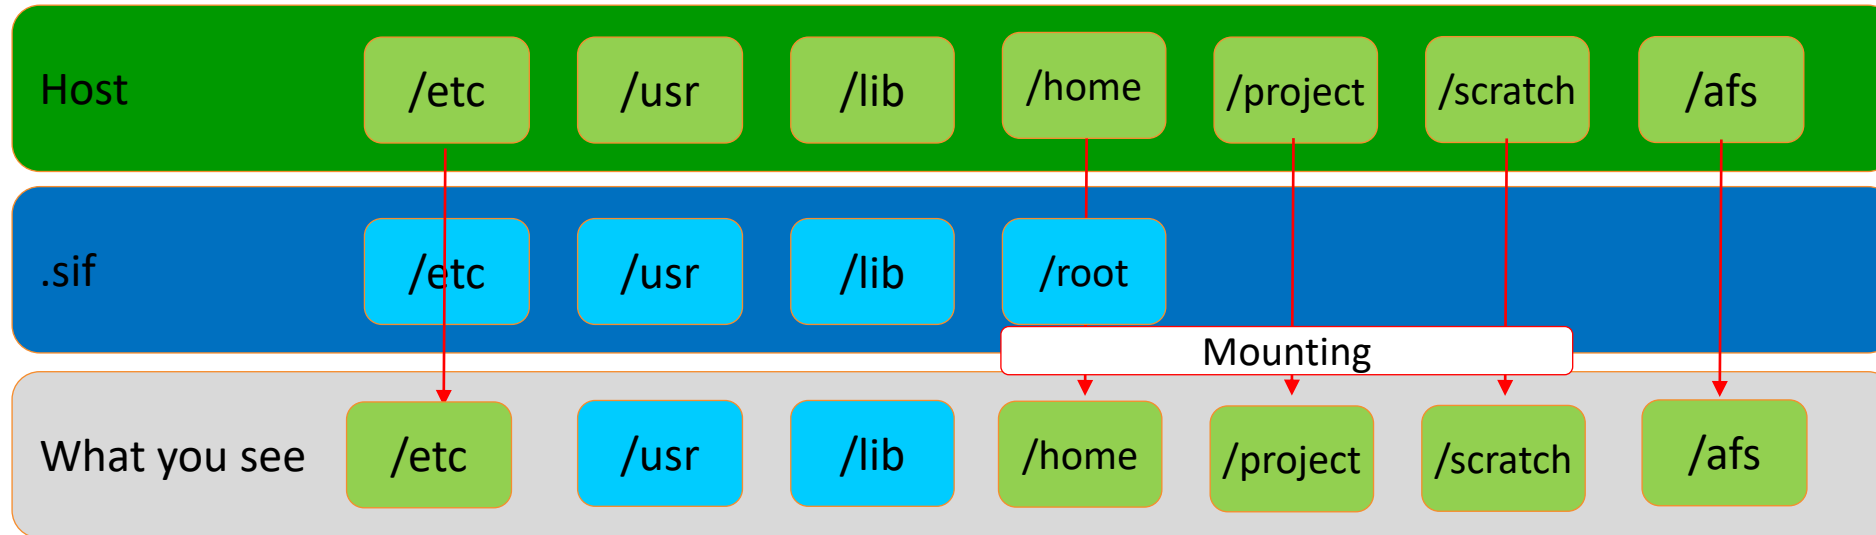 Host /etc /usr /lib /home /project /scratch /afs
.sif /etc /usr /lib /root
Mounting
What you see /etc /usr /lib /home /project /scratch /afs